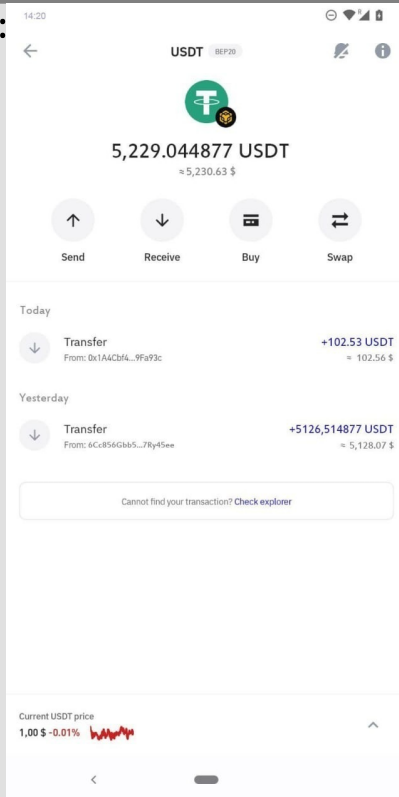 14:20
R
USDT BEP20
5,229.044877 USDT
≈ 5,230.63 $
Send Receive Buy Swap
Today
Transfer +102.53 USDT
From: 0x1A4Cbf4...9Fa93c ≈ 102.56 $
Yesterday
Transfer +5126,514877 USDT
From: 6Cc856Gbb5...7Ry45ee ≈ 5,128.07 $
Cannot find your transaction? Check explorer
Current USDT price
1,00 $ -0.01%